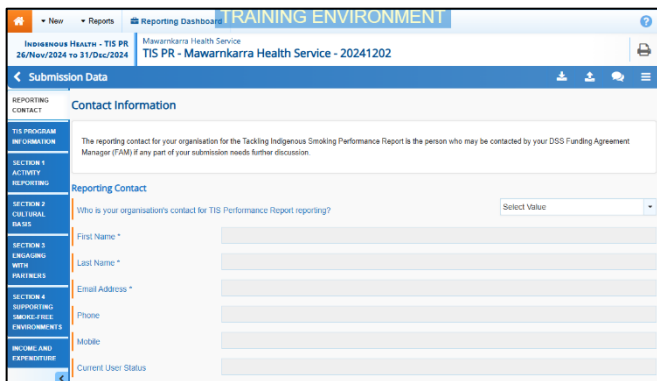 New
Reports
Reporting Dashboard
TRAINING ENVIRONMENT
?
INDIGENOUS HEALTH - TIS PR
26/NOV/2024 TO 31/DEC/2024
Mawarnkarra Health Service
TIS PR - Mawarnkarra Health Service - 20241202
Submission Data
REPORTING
CONTACT
TIS PROGRAM
INFORMATION
SECTION 1
ACTIVITY
REPORTING
SECTION 2
CULTURAL
BASIS
SECTION 3
ENGAGING
WITH
PARTNERS
SECTION 4
SUPPORTING
SMOKE-FREE
ENVIRONMENTS
INCOME AND
EXPENDITURE
Contact Information
The reporting contact for your organisation for the Tackling Indigenous Smoking Performance Report is the person who may be contacted by your DSS Funding Agreement
Manager (FAM) if any part of your submission needs further discussion.
Reporting Contact
Who is your organisation's contact for TIS Performance Report reporting?
Select Value
First Name *
Last Name *
Email Address *
Phone
Mobile
Current User Status